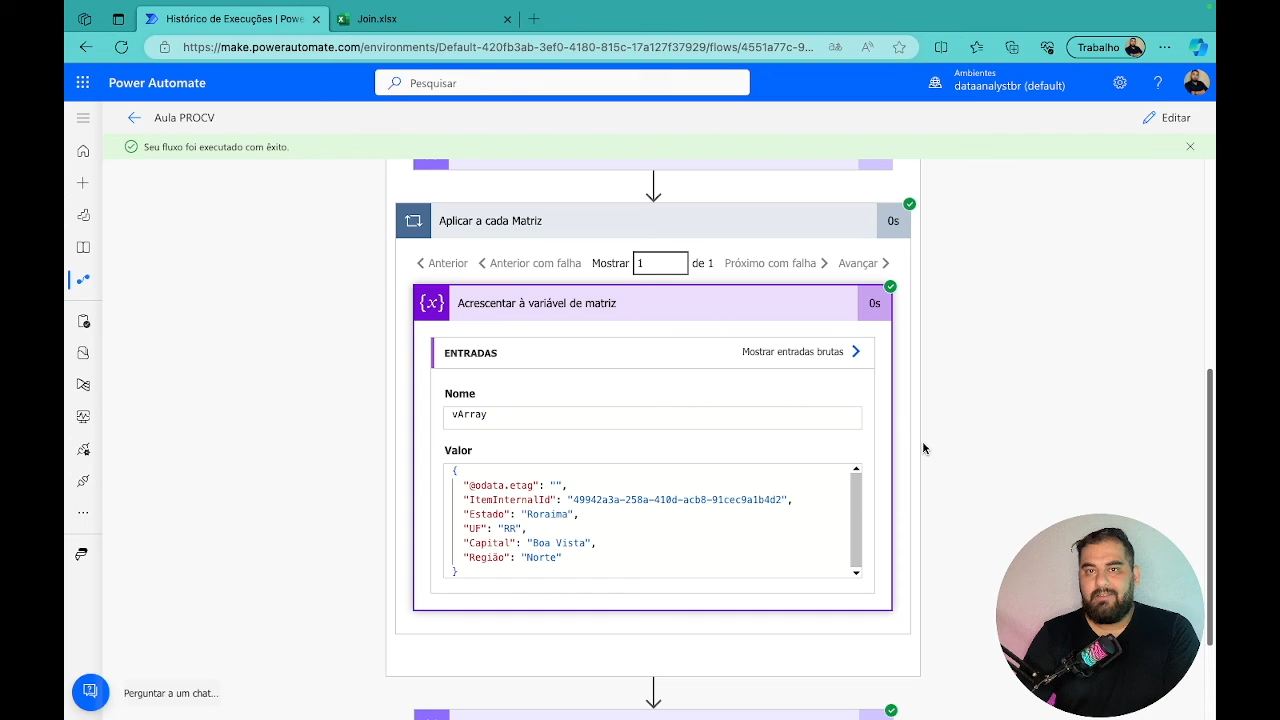 Histórico de Execuções | Power
Join.xlsx
https://make.powerautomate.com/environments/Default-420fb3ab-3ef0-4180-815c-17a127f37929/flows/4551a77c-9...
Trabalho
Power Automate
Pesquisar
Ambientes
dataanalystbr (default)
Aula PROCV
Editar
Seu fluxo foi executado com êxito.
Aplicar a cada Matriz
0s
Anterior
Anterior com falha
Mostrar 1 de 1
Próximo com falha
Avançar
{x}
Acrescentar à variável de matriz
0s
ENTRADAS
Mostrar entradas brutas
Nome
vArray
Valor
{
"@odata.etag": "",
"ItemInternalId": "49942a3a-258a-410d-acb8-91cec9a1b4d2",
"Estado": "Roraima",
"UF": "RR",
"Capital": "Boa Vista",
"Região": "Norte"
}
Perguntar a um chat...